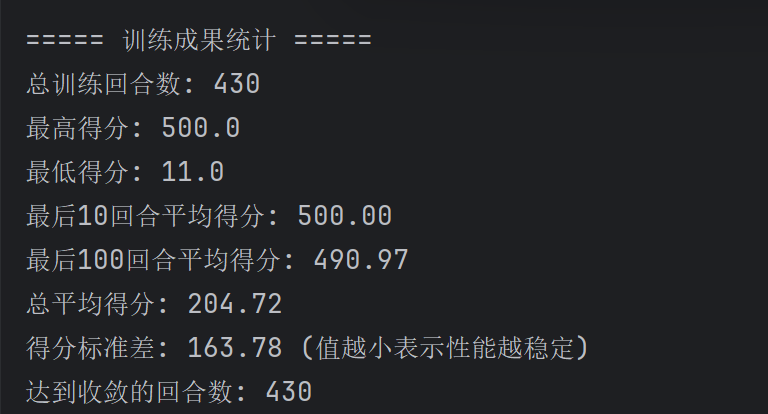 ===== 训练成果统计 =====
总训练回合数: 430
最高得分: 500.0
最低得分: 11.0
最后10回合平均得分: 500.00
最后100回合平均得分: 490.97
总平均得分: 204.72
得分标准差: 163.78 (值越小表示性能越稳定)
达到收敛的回合数: 430